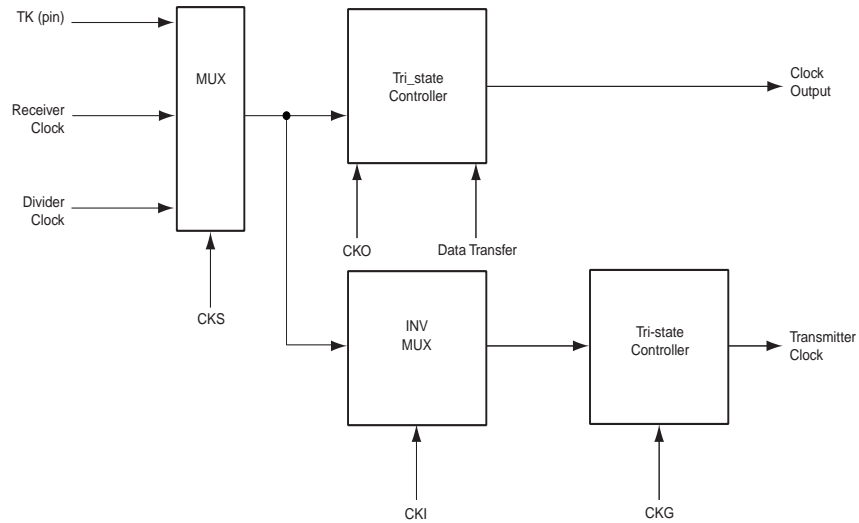 TK (pin)
MUX
Tri_state
Controller
Clock
Output
Receiver
Clock
Divider
Clock
CKO
Data Transfer
CKS
INV
MUX
Tri-state
Controller
Transmitter
Clock
CKI
CKG